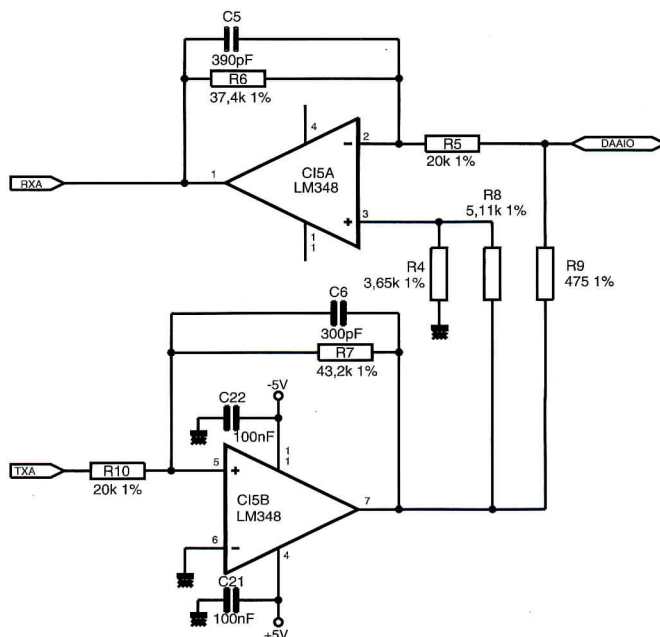 C5
390pF
R6
37,4k 1%
4
2
R5
20k 1%
DAAIO
RXA
1
CI5A
LM348
R8
5,11k 1%
3
1
1
R4
3,65k 1%
R9
475 1%
C6
300pF
R7
43,2k 1%
-5V
C22
100nF
1
1
TXA
R10
20k 1%
5
CI5B
LM348
7
6
4
C21
100nF
+5V